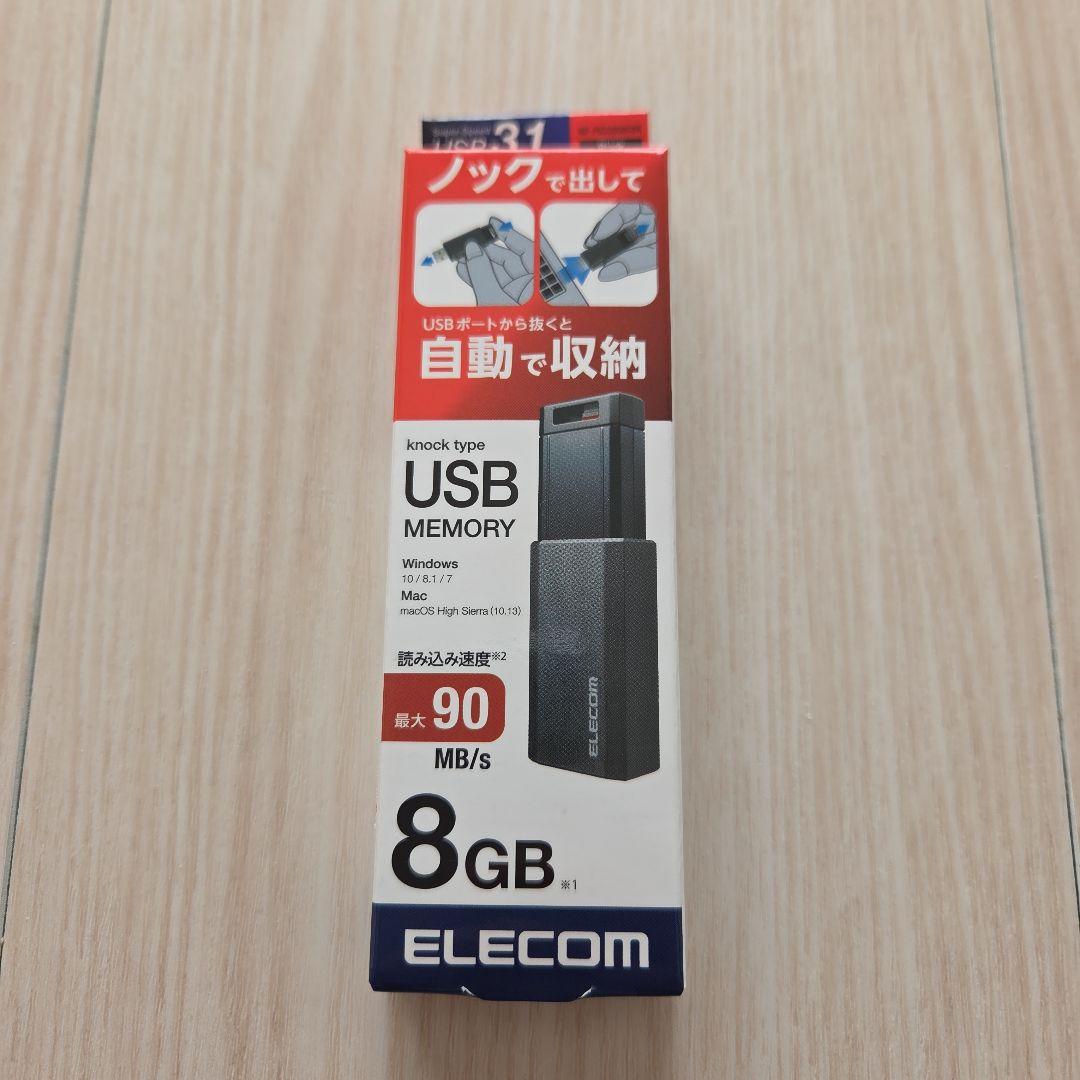 USB 3.1
ノックで出して
USBポートから抜くと
自動で収納
knock type
USB
MEMORY
Windows
10 / 8.1 / 7
Mac
macOS High Sierra (10.13)
読み込み速度※2
最大 90
MB/s
ELECOM
8GB ※1
ELECOM